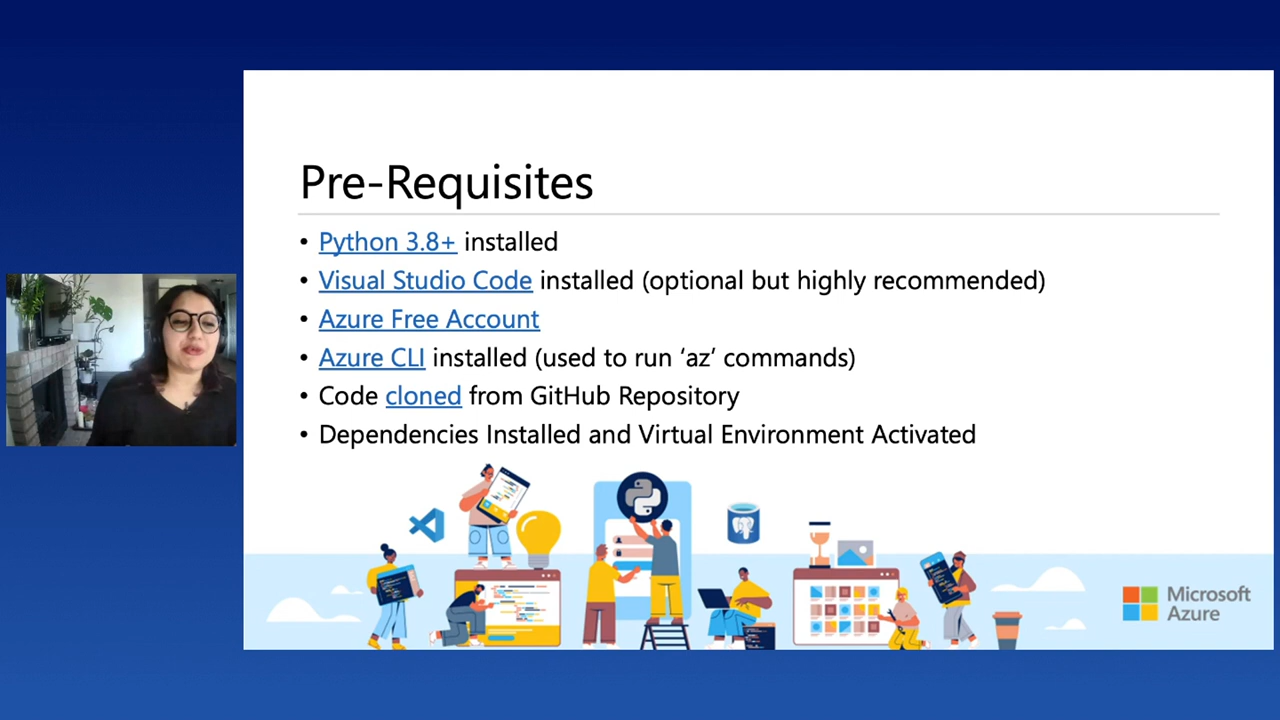 Pre-Requisites
• Python 3.8+ installed
• Visual Studio Code installed (optional but highly recommended)
• Azure Free Account
• Azure CLI installed (used to run ‘az’ commands)
• Code cloned from GitHub Repository
• Dependencies Installed and Virtual Environment Activated
Microsoft
Azure